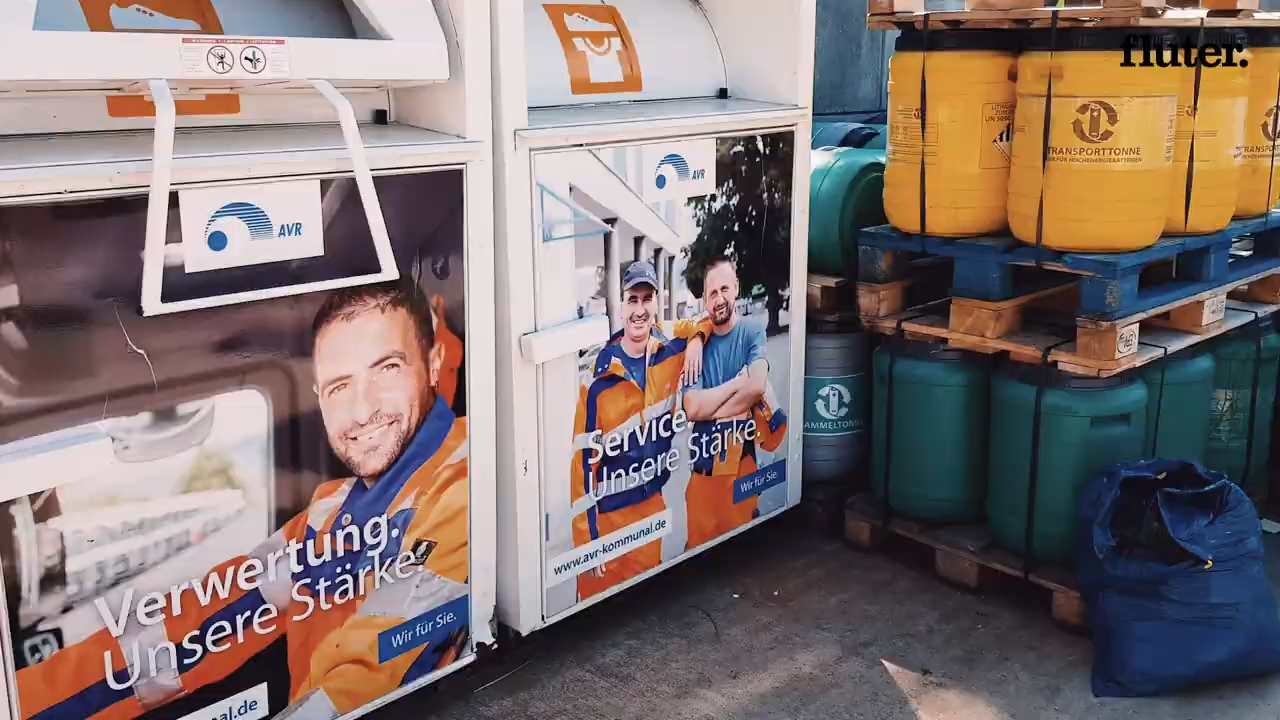 AVR
Verwertung.
Unsere Stärke.
Wir für Sie.
al.de
AVR
Service.
Unsere Stärke.
Wir für Sie.
www.avr-kommunal.de
fluter.
TRANSPORTTONNE
AMMELTONN